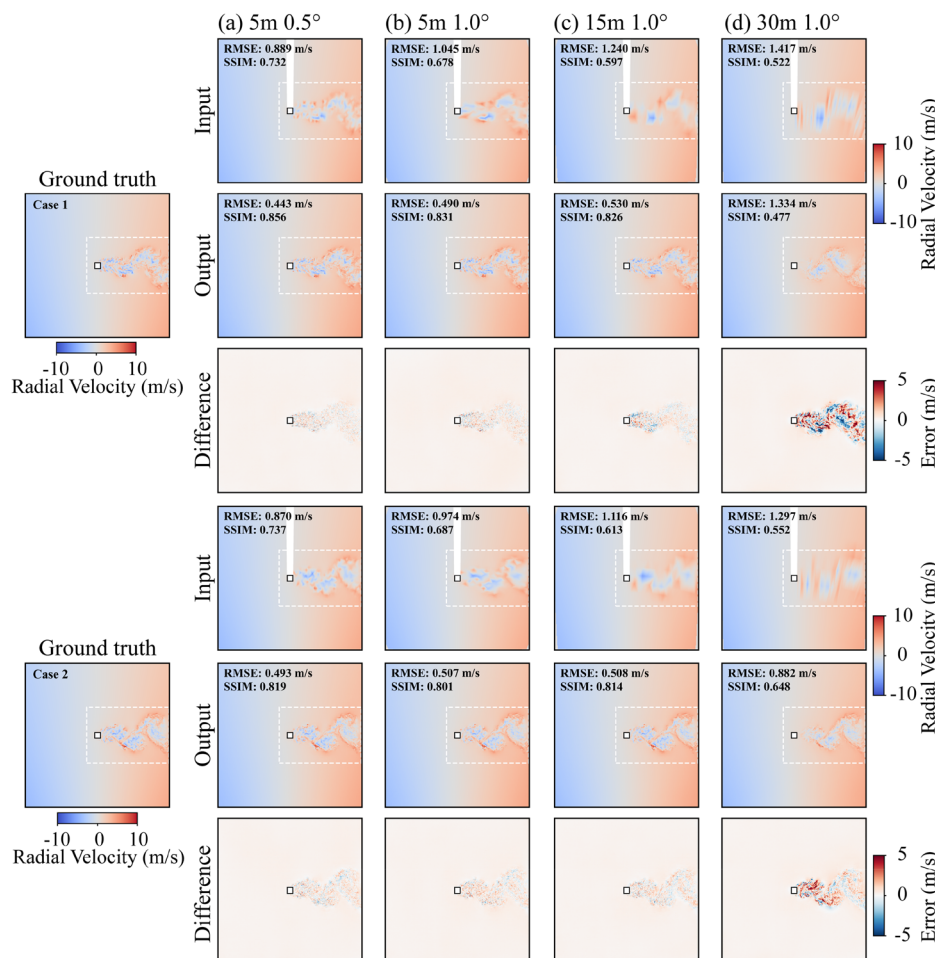 (a) 5m 0.5° (b) 5m 1.0° (c) 15m 1.0° (d) 30m 1.0°
Input
RMSE: 0.889 m/s
SSIM: 0.732
RMSE: 1.045 m/s
SSIM: 0.678
RMSE: 1.240 m/s
SSIM: 0.597
RMSE: 1.417 m/s
SSIM: 0.522
10
0
-10
Radial Velocity (m/s)
Ground truth
Case 1
-10 0 10
Radial Velocity (m/s)
Output
RMSE: 0.443 m/s
SSIM: 0.856
RMSE: 0.490 m/s
SSIM: 0.831
RMSE: 0.530 m/s
SSIM: 0.826
RMSE: 1.334 m/s
SSIM: 0.477
Difference
5
0
-5
Error (m/s)
Input
RMSE: 0.870 m/s
SSIM: 0.737
RMSE: 0.974 m/s
SSIM: 0.687
RMSE: 1.116 m/s
SSIM: 0.613
RMSE: 1.297 m/s
SSIM: 0.552
10
0
-10
Radial Velocity (m/s)
Ground truth
Case 2
-10 0 10
Radial Velocity (m/s)
Output
RMSE: 0.493 m/s
SSIM: 0.819
RMSE: 0.507 m/s
SSIM: 0.801
RMSE: 0.508 m/s
SSIM: 0.814
RMSE: 0.882 m/s
SSIM: 0.648
Difference
5
0
-5
Error (m/s)